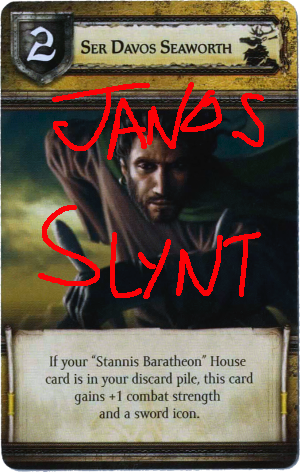 2 SER DAVOS SEAWORTH
JANOS
SLYNT
If your “Stannis Baratheon” House
card is in your discard pile, this card
gains +1 combat strength
and a sword icon.